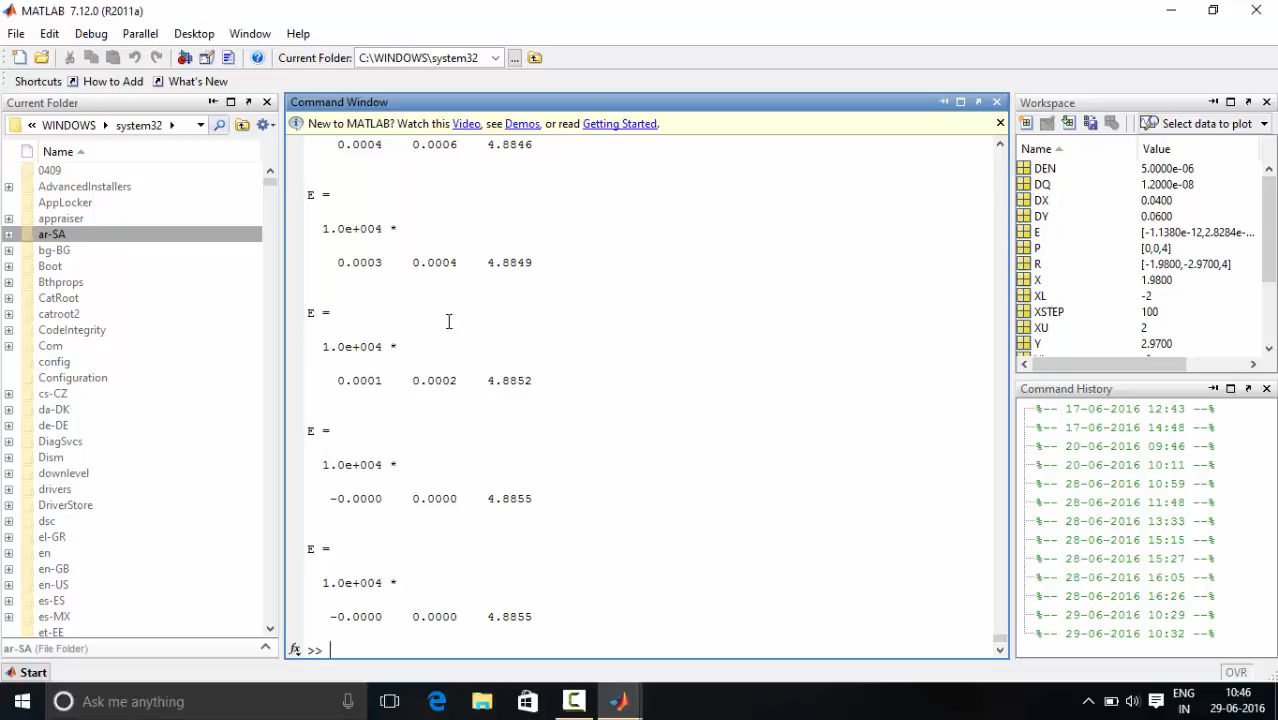 MATLAB 7.12.0 (R2011a)
File Edit Debug Parallel Desktop Window Help
Current Folder: C:\WINDOWS\system32 ...
Shortcuts How to Add What's New
Current Folder
« WINDOWS system32
Name
0409
AdvancedInstallers
AppLocker
appraiser
ar-SA
bg-BG
Boot
Bthprops
CatRoot
catroot2
CodeIntegrity
Com
config
Configuration
cs-CZ
da-DK
de-DE
DiagSvcs
Dism
downlevel
drivers
DriverStore
dsc
el-GR
en
en-GB
en-US
es-ES
es-MX
et-EE
ar-SA (File Folder)
Command Window
New to MATLAB? Watch this Video, see Demos, or read Getting Started.
0.0004 0.0006 4.8846
E =
1.0e+004 *
0.0003 0.0004 4.8849
E =
1.0e+004 *
0.0001 0.0002 4.8852
E =
1.0e+004 *
-0.0000 0.0000 4.8855
E =
1.0e+004 *
-0.0000 0.0000 4.8855
fx >>
Workspace
Select data to plot
Name Value
DEN 5.0000e-06
DQ 1.2000e-08
DX 0.0400
DY 0.0600
E [-1.1380e-12,2.8284e-...
P [0,0,4]
R [-1.9800,-2.9700,4]
X 1.9800
XL -2
XSTEP 100
XU 2
Y 2.9700
Command History
%-- 17-06-2016 12:43 --%
%-- 17-06-2016 14:48 --%
%-- 20-06-2016 09:46 --%
%-- 20-06-2016 10:11 --%
%-- 28-06-2016 10:59 --%
%-- 28-06-2016 11:48 --%
%-- 28-06-2016 13:33 --%
%-- 28-06-2016 15:15 --%
%-- 28-06-2016 15:27 --%
%-- 28-06-2016 16:05 --%
%-- 28-06-2016 16:26 --%
%-- 29-06-2016 10:29 --%
%-- 29-06-2016 10:32 --%
Start
OVR
Ask me anything
ENG
IN
10:46
29-06-2016